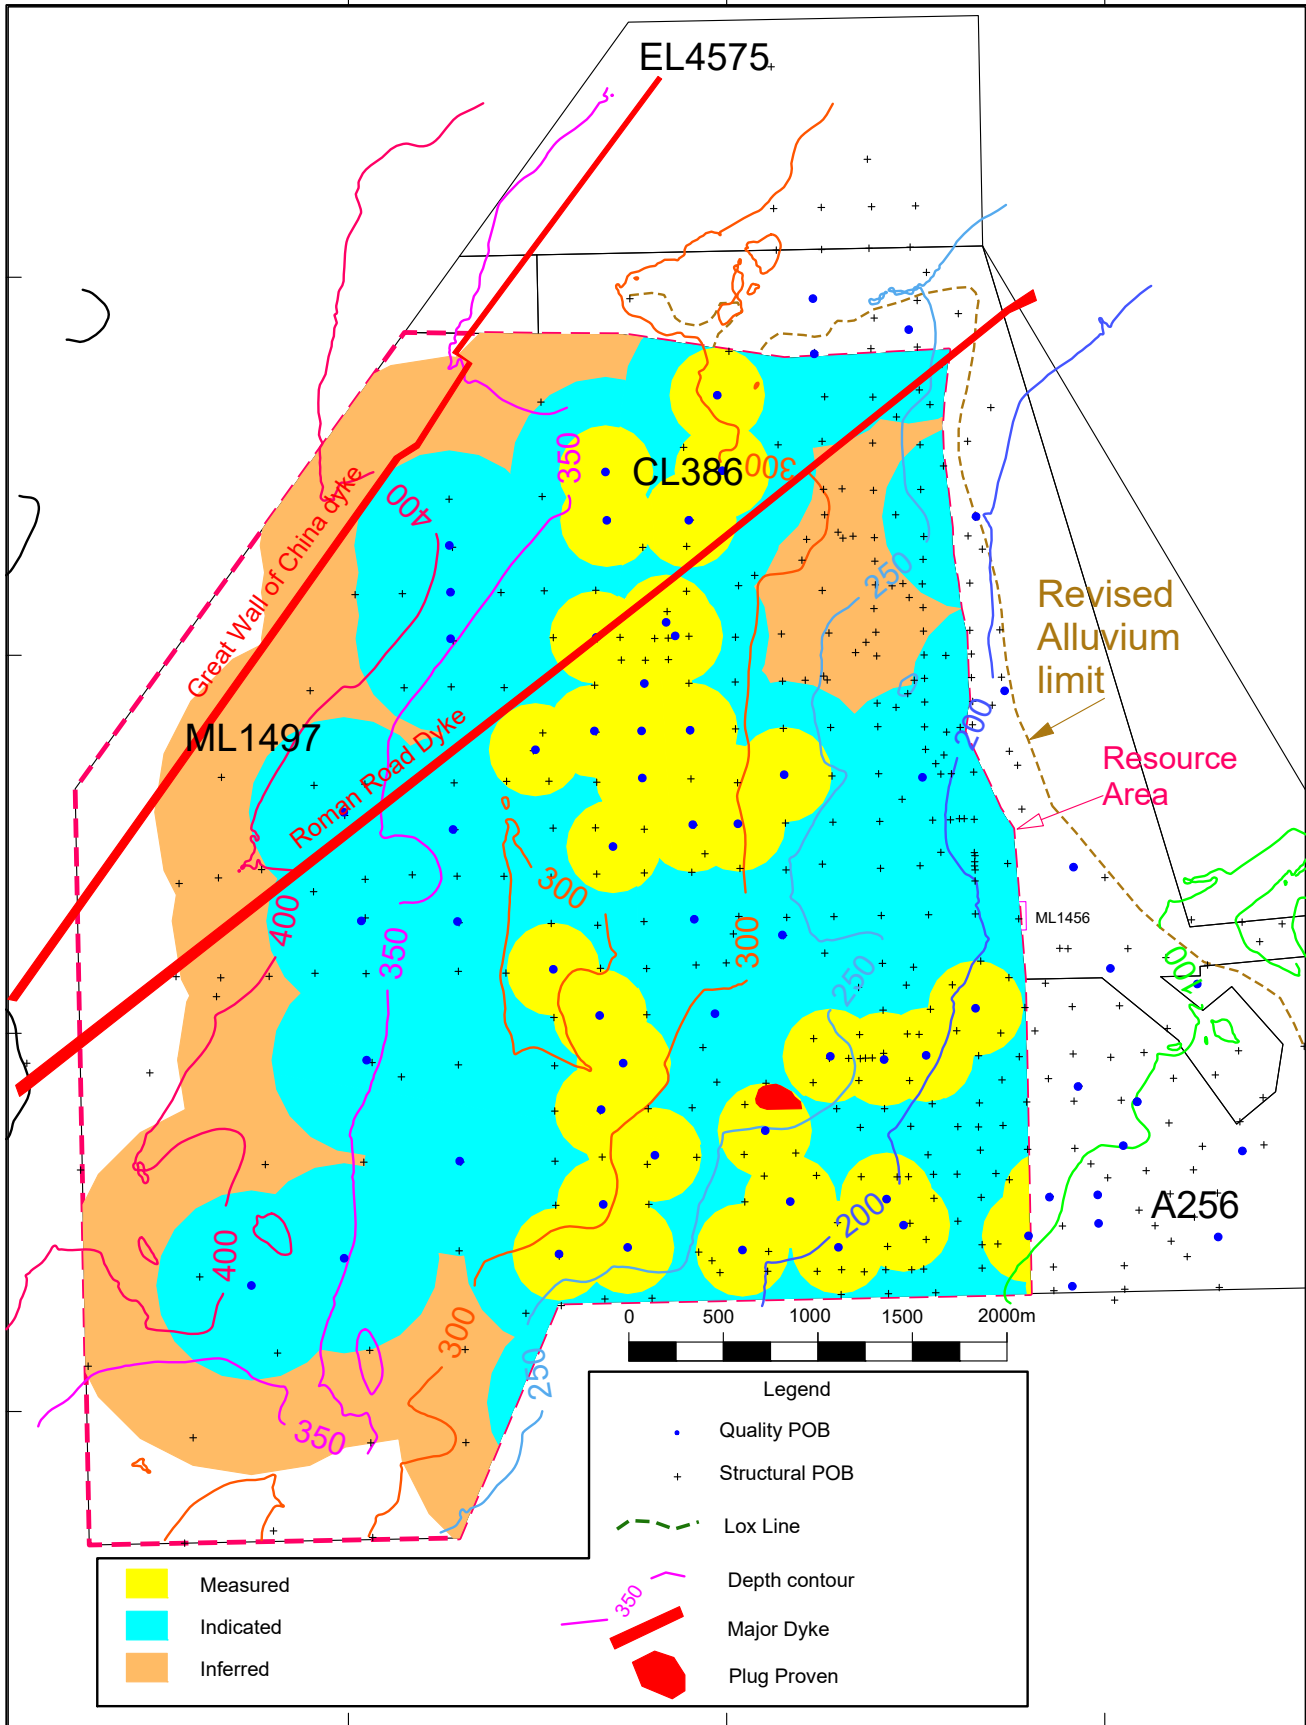 EL4575
350
CL386
300
400
Great Wall of China dyke
250
Revised
Alluvium
limit
ML1497
Roman Road Dyke
200
Resource
Area
300
400
350
300
250
ML1456
200
A256
400
300
250
350
0 500 1000 1500 2000m
Legend
Quality POB
Structural POB
Lox Line
Depth contour
350
Major Dyke
Plug Proven
Measured
Indicated
Inferred